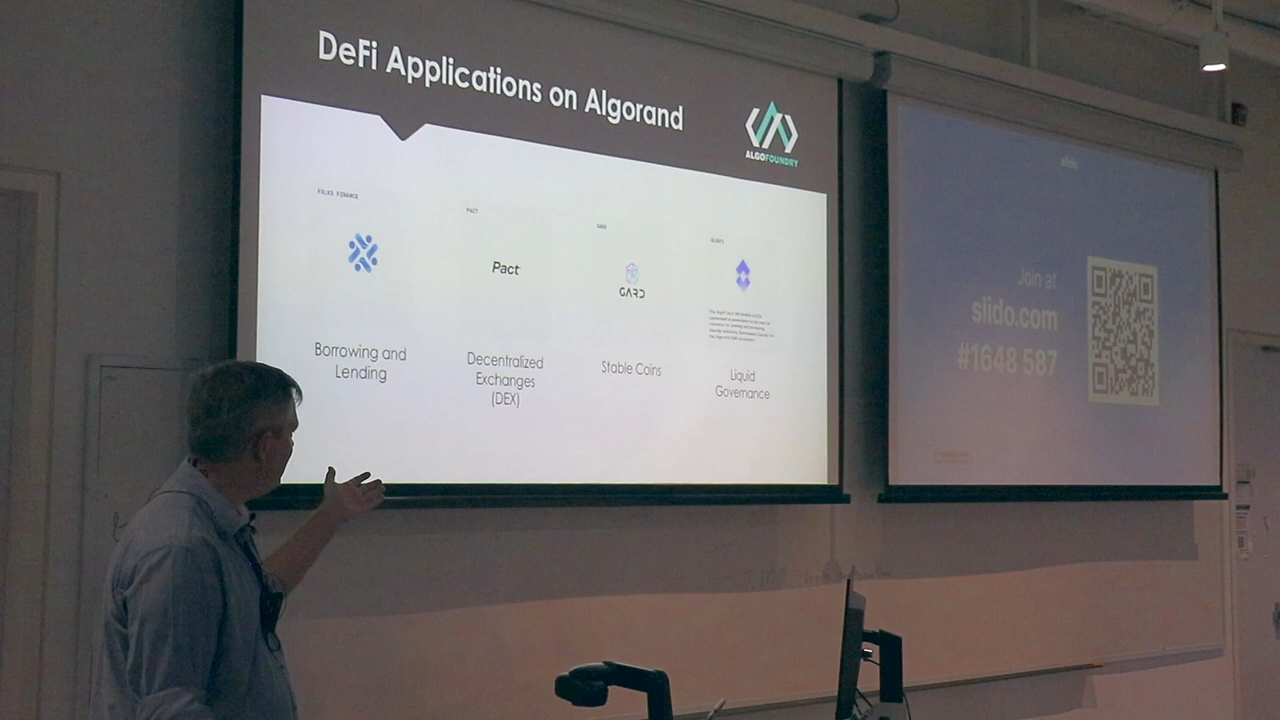 DeFi Applications on Algorand
ALGOFOUNDRY
FOLKS FINANCE
Borrowing and
Lending
PACT
Pact
Decentralized
Exchanges
(DEX)
GARD
GARD
Stable Coins
Liquid
Governance
slido
Join at
slido.com
#1648 587